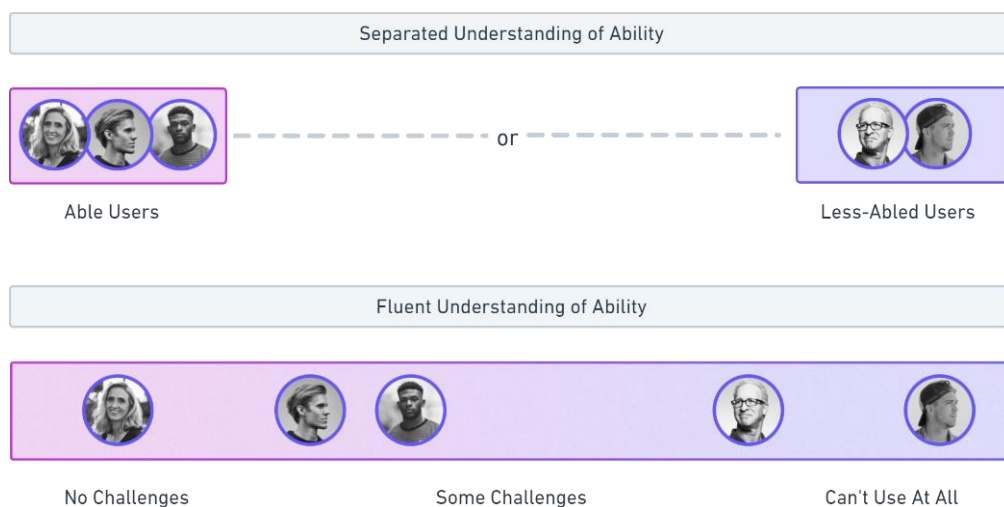 Separated Understanding of Ability
or
Able Users
Less-Abled Users
Fluent Understanding of Ability
No Challenges
Some Challenges
Can't Use At All